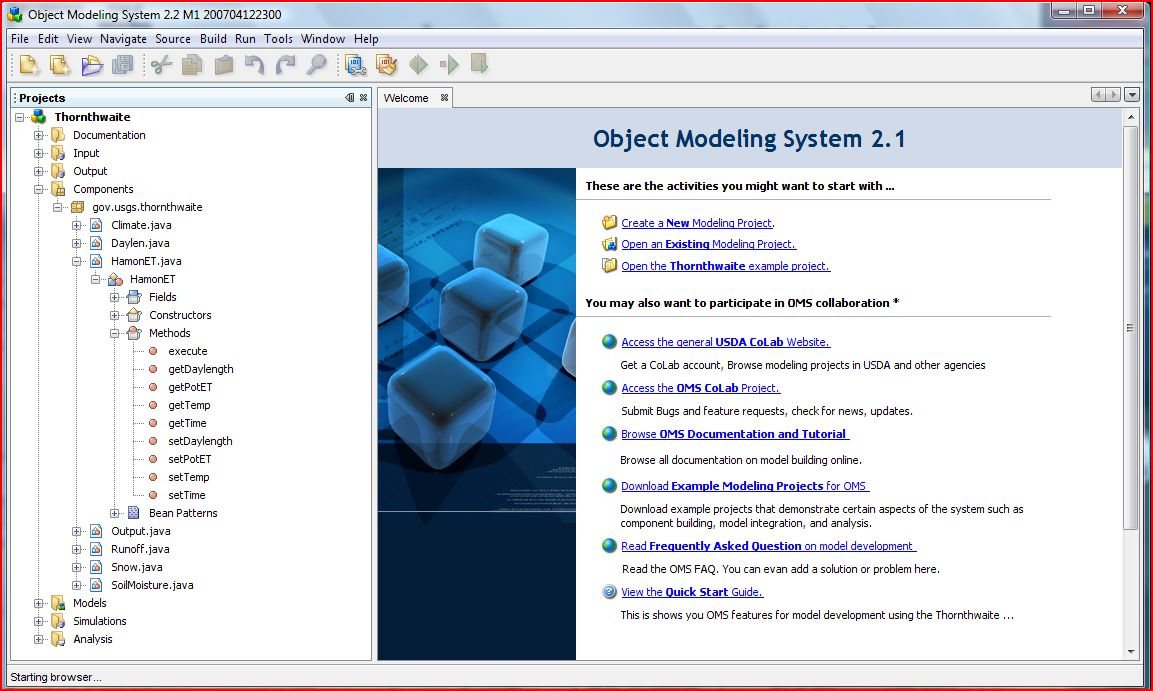 Object Modeling System 2.2 M1 200704122300
File Edit View Navigate Source Build Run Tools Window Help
Projects
Thornthwaite
Documentation
Input
Output
Components
gov.usgs.thornthwaite
Climate.java
Daylen.java
HamonET.java
HamonET
Fields
Constructors
Methods
execute
getDaylength
getPotET
getTemp
getTime
setDaylength
setPotET
setTemp
setTime
Bean Patterns
Output.java
Runoff.java
Snow.java
SoilMoisture.java
Models
Simulations
Analysis
Welcome
Object Modeling System 2.1
These are the activities you might want to start with ...
Create a New Modeling Project.
Open an Existing Modeling Project.
Open the Thornthwaite example project.
You may also want to participate in OMS collaboration *
Access the general USDA CoLab Website.
Get a CoLab account, Browse modeling projects in USDA and other agencies
Access the OMS CoLab Project.
Submit Bugs and feature requests, check for news, updates.
Browse OMS Documentation and Tutorial
Browse all documentation on model building online.
Download Example Modeling Projects for OMS
Download example projects that demonstrate certain aspects of the system such as
component building, model integration, and analysis.
Read Frequently Asked Question on model development
Read the OMS FAQ. You can evan add a solution or problem here.
View the Quick Start Guide.
This is shows you OMS features for model development using the Thornthwaite ...
Starting browser...